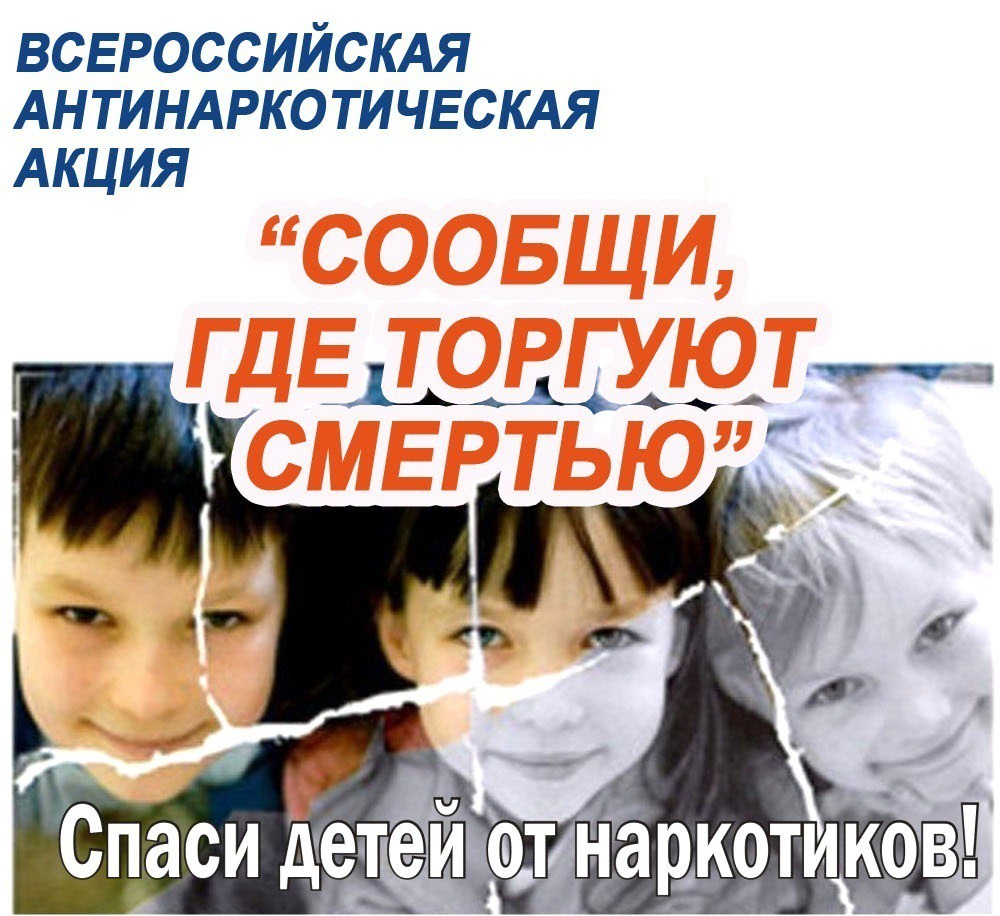 ВСЕРОССИЙСКАЯ
АНТИНАРКОТИЧЕСКАЯ
АКЦИЯ
“СООБЩИ,
ГДЕ ТОРГУЮТ
СМЕРТЬЮ”
Спаси детей от наркотиков!